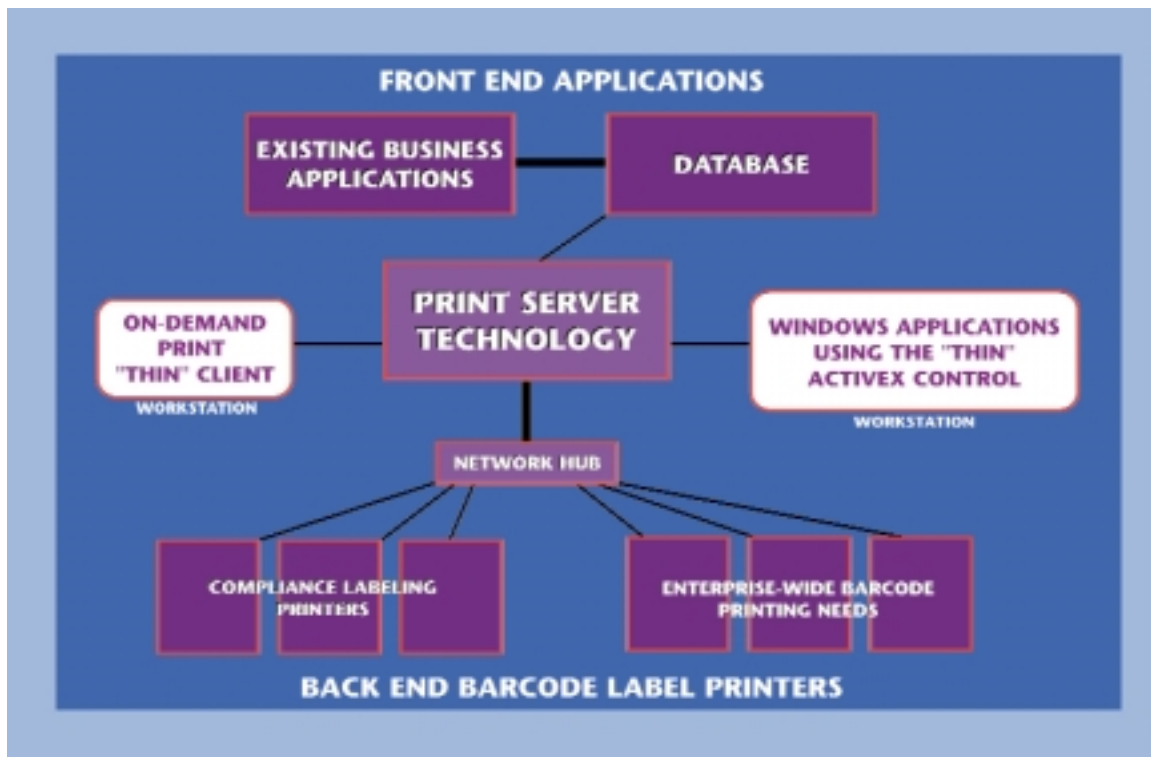 FRONT END APPLICATIONS
EXISTING BUSINESS
APPLICATIONS
DATABASE
PRINT SERVER
TECHNOLOGY
ON-DEMAND
PRINT
"THIN" CLIENT
WORKSTATION
WINDOWS APPLICATIONS
USING THE "THIN"
ACTIVEX CONTROL
WORKSTATION
NETWORK HUB
COMPLIANCE LABELING
PRINTERS
ENTERPRISE-WIDE BARCODE
PRINTING NEEDS
BACK END BARCODE LABEL PRINTERS